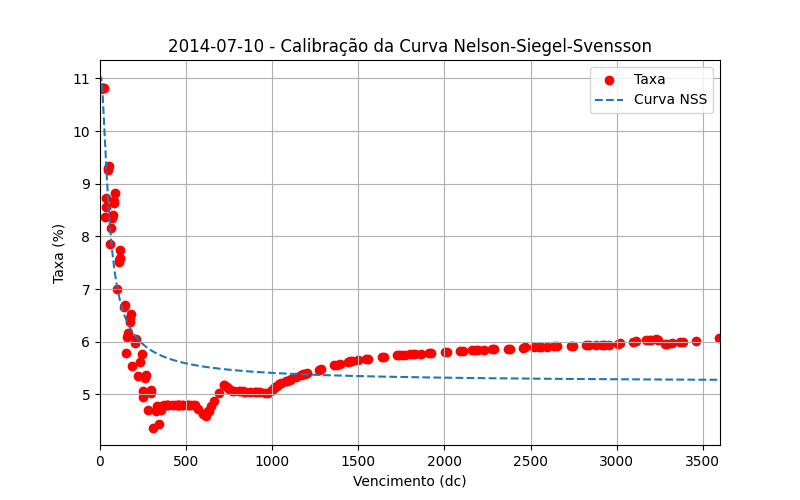 2014-07-10 - Calibração da Curva Nelson-Siegel-Svensson
Taxa
Curva NSS
Taxa (%)
11
10
9
8
7
6
5
0 500 1000 1500 2000 2500 3000 3500
Vencimento (dc)